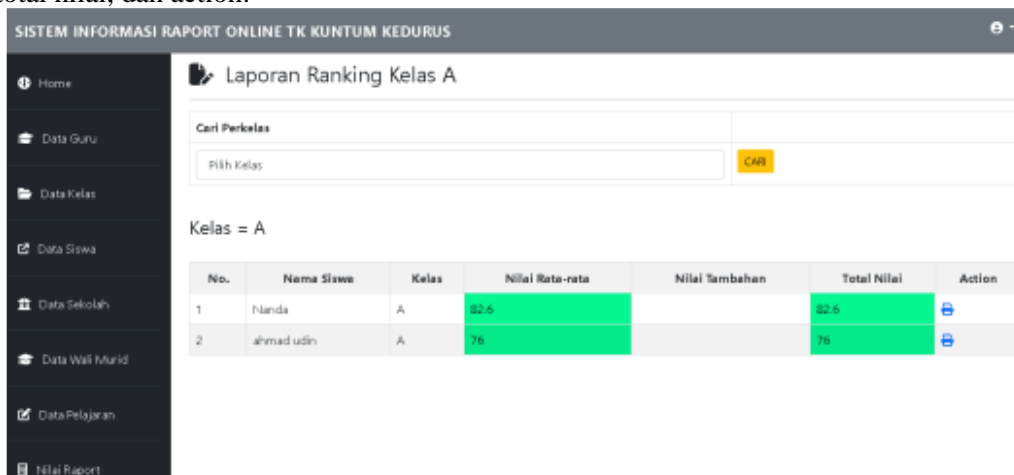 total nilai, dan action.
SISTEM INFORMASI RAPORT ONLINE TK KUNTUM KEDURUS
Home
Data Guru
Data Kelas
Data Siswa
Data Sekolah
Data Wali Murid
Data Pelajaran
Nilai Raport
Laporan Ranking Kelas A
Cari Perkelas
Pilih Kelas CARI
Kelas = A
No. Nama Siswa Kelas Nilai Rata-rata Nilai Tambahan Total Nilai Action
1 Nanda A 82.6 82.6
2 ahmad udin A 76 76